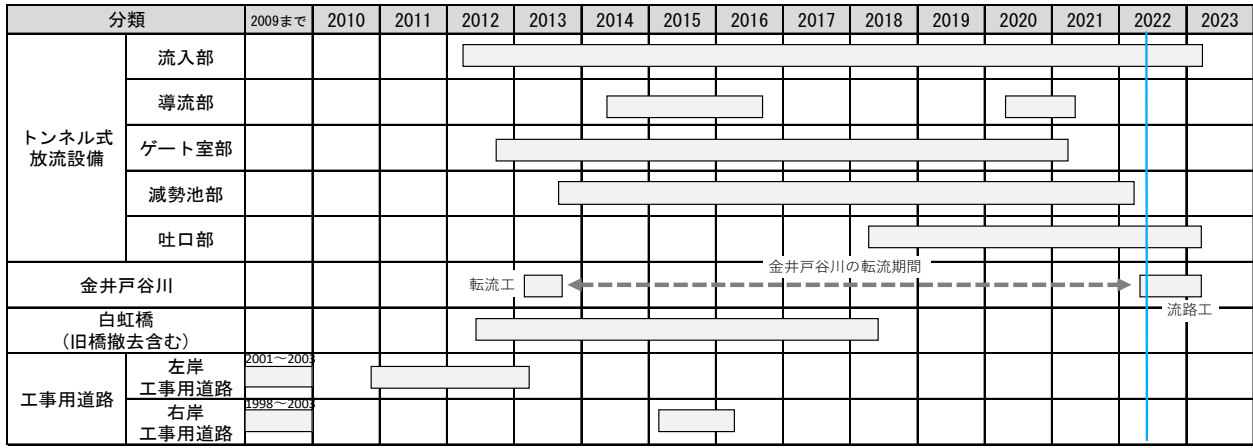 分類 2009まで 2010 2011 2012 2013 2014 2015 2016 2017 2018 2019 2020 2021 2022 2023
トンネル式
放流設備
流入部
導流部
ゲート室部
減勢池部
吐口部
金井戸谷川
転流工
金井戸谷川の転流期間
流路工
白虹橋
（旧橋撤去含む）
工事用道路
左岸
工事用道路
2001～2003
右岸
工事用道路
1998～2003